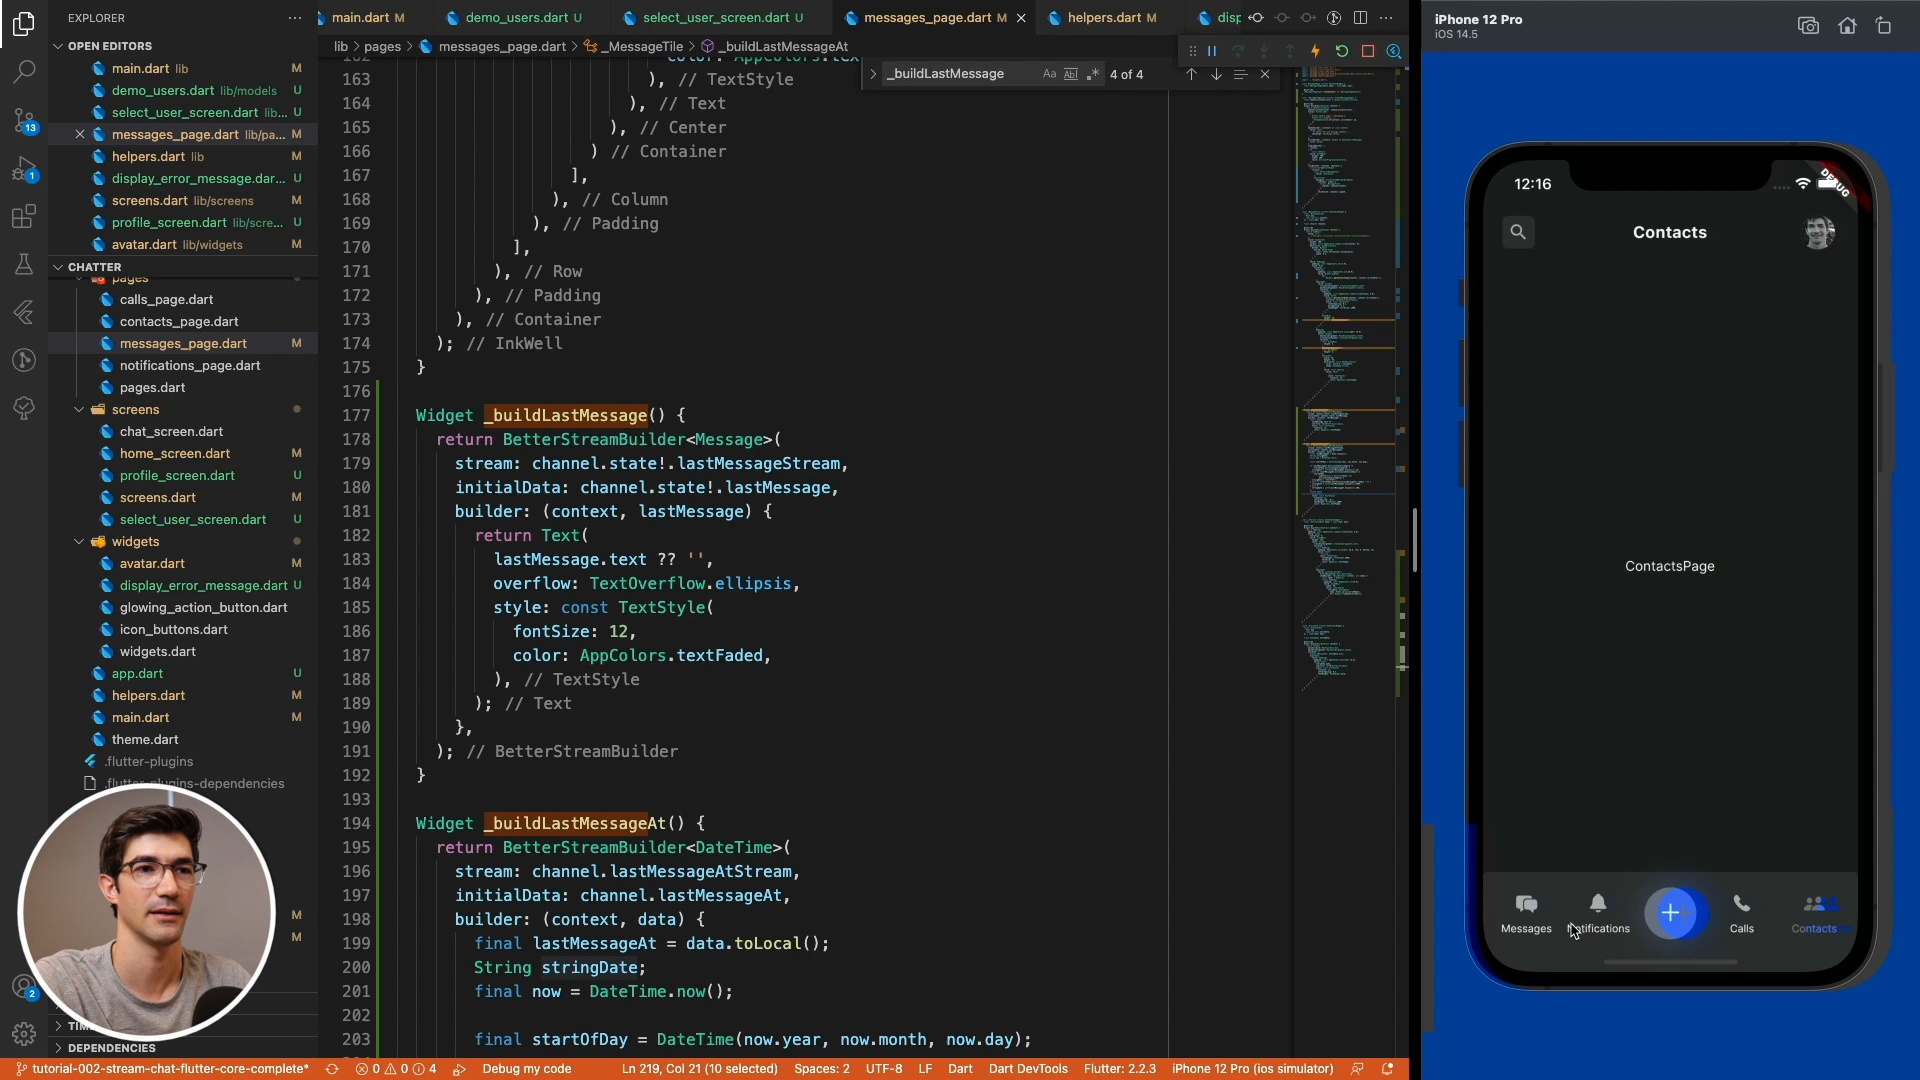 EXPLORER
OPEN EDITORS
main.dart lib M
demo_users.dart lib/models U
select_user_screen.dart lib... U
messages_page.dart lib/pa... M
helpers.dart lib M
display_error_message.dar... U
screens.dart lib/screens M
profile_screen.dart lib/scre... U
avatar.dart lib/widgets M
CHATTER
pages
calls_page.dart
contacts_page.dart
messages_page.dart M
notifications_page.dart
pages.dart
screens
chat_screen.dart
home_screen.dart M
profile_screen.dart U
screens.dart M
select_user_screen.dart U
widgets
avatar.dart M
display_error_message.dart U
glowing_action_button.dart
icon_buttons.dart
widgets.dart
app.dart U
helpers.dart M
main.dart M
theme.dart
.flutter-plugins
.flutter-plugins-dependencies
M
M
DEPENDENCIES
13
1
2
main.dart M
demo_users.dart U
select_user_screen.dart U
messages_page.dart M
helpers.dart M
lib > pages > messages_page.dart > _MessageTile > _buildLastMessageAt
_buildLastMessage Aa Ab 4 of 4
163 ), // TextStyle
164 ), // Text
165 ), // Center
166 ) // Container
167 ],
168 ), // Column
169 ), // Padding
170 ],
171 ), // Row
172 ), // Padding
173 ), // Container
174 ); // InkWell
175 }
176
177 Widget _buildLastMessage() {
178 return BetterStreamBuilder<Message>(
179 stream: channel.state!.lastMessageStream,
180 initialData: channel.state!.lastMessage,
181 builder: (context, lastMessage) {
182 return Text(
183 lastMessage.text ?? '',
184 overflow: TextOverflow.ellipsis,
185 style: const TextStyle(
186 fontSize: 12,
187 color: AppColors.textFaded,
188 ), // TextStyle
189 ); // Text
190 },
191 ); // BetterStreamBuilder
192 }
193
194 Widget _buildLastMessageAt() {
195 return BetterStreamBuilder<DateTime>(
196 stream: channel.lastMessageAtStream,
197 initialData: channel.lastMessageAt,
198 builder: (context, data) {
199 final lastMessageAt = data.toLocal();
200 String stringDate;
201 final now = DateTime.now();
202
203 final startOfDay = DateTime(now.year, now.month, now.day);
tutorial-002-stream-chat-flutter-core-complete* 0 0 4 Debug my code Ln 219, Col 21 (10 selected) Spaces: 2 UTF-8 LF Dart Dart DevTools Flutter: 2.2.3 iPhone 12 Pro (ios simulator)
iPhone 12 Pro
iOS 14.5
12:16
DEBUG
Contacts
ContactsPage
Messages Calls Contacts